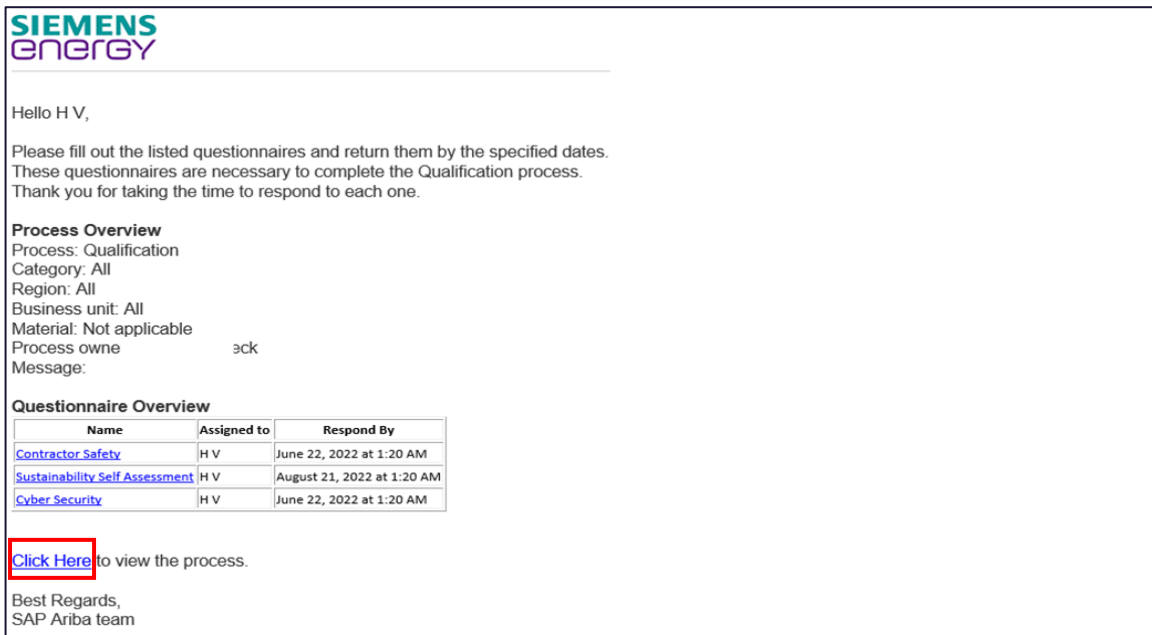 SIEMENS
energy
Hello H V,
Please fill out the listed questionnaires and return them by the specified dates.
These questionnaires are necessary to complete the Qualification process.
Thank you for taking the time to respond to each one.
Process Overview
Process: Qualification
Category: All
Region: All
Business unit: All
Material: Not applicable
Process owne
Message:
Questionnaire Overview
Name Assigned to Respond By
Contractor Safety H V June 22, 2022 at 1:20 AM
Sustainability Self Assessment H V August 21, 2022 at 1:20 AM
Cyber Security H V June 22, 2022 at 1:20 AM
Click Here to view the process.
Best Regards,
SAP Ariba team